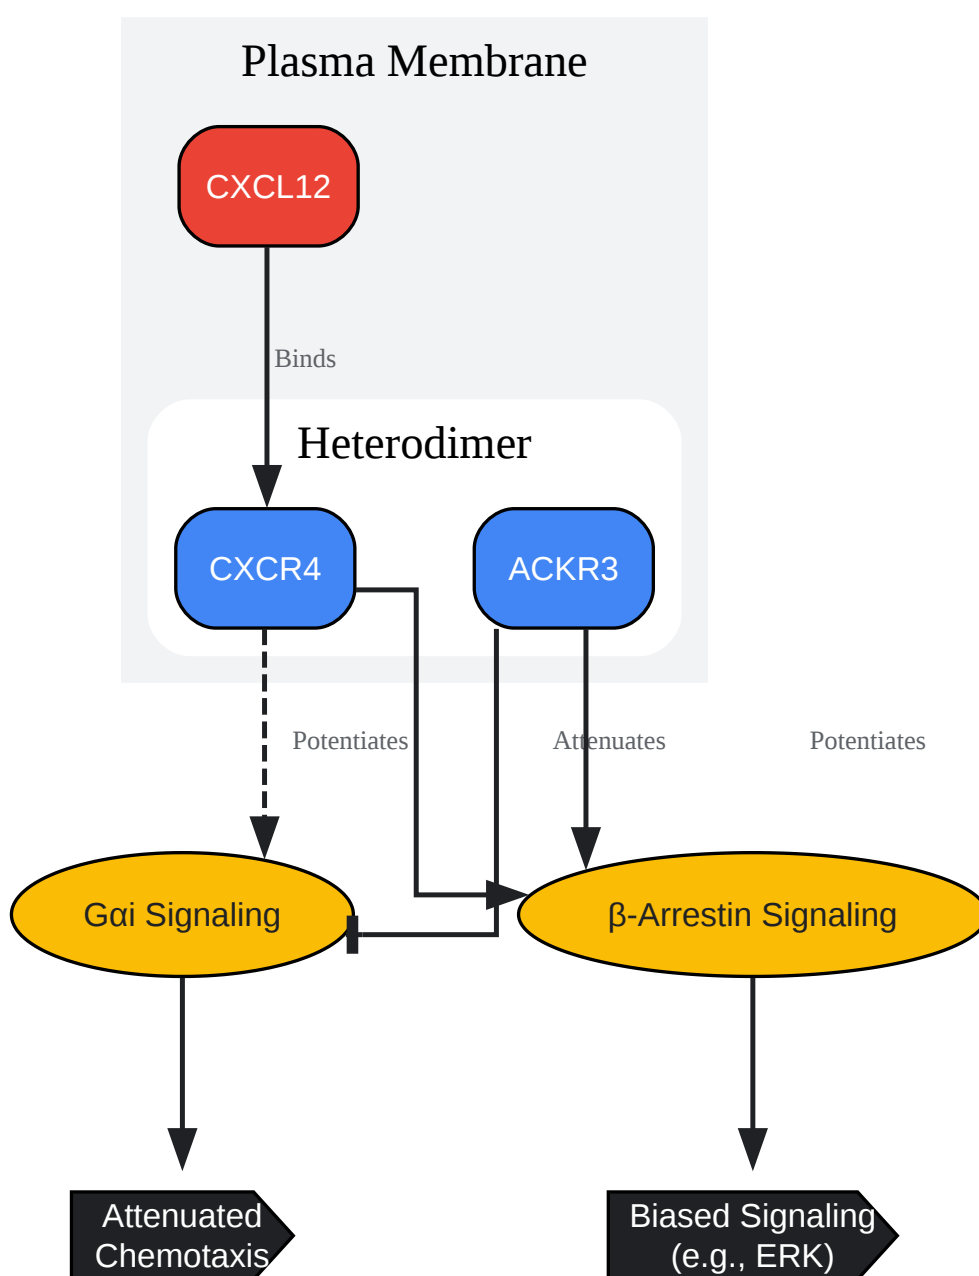 Plasma Membrane
CXCL12
Binds
Heterodimer
CXCR4
ACKR3
Potentiates
Attenuates
Potentiates
Gαi Signaling
β-Arrestin Signaling
Attenuated
Chemotaxis
Biased Signaling
(e.g., ERK)